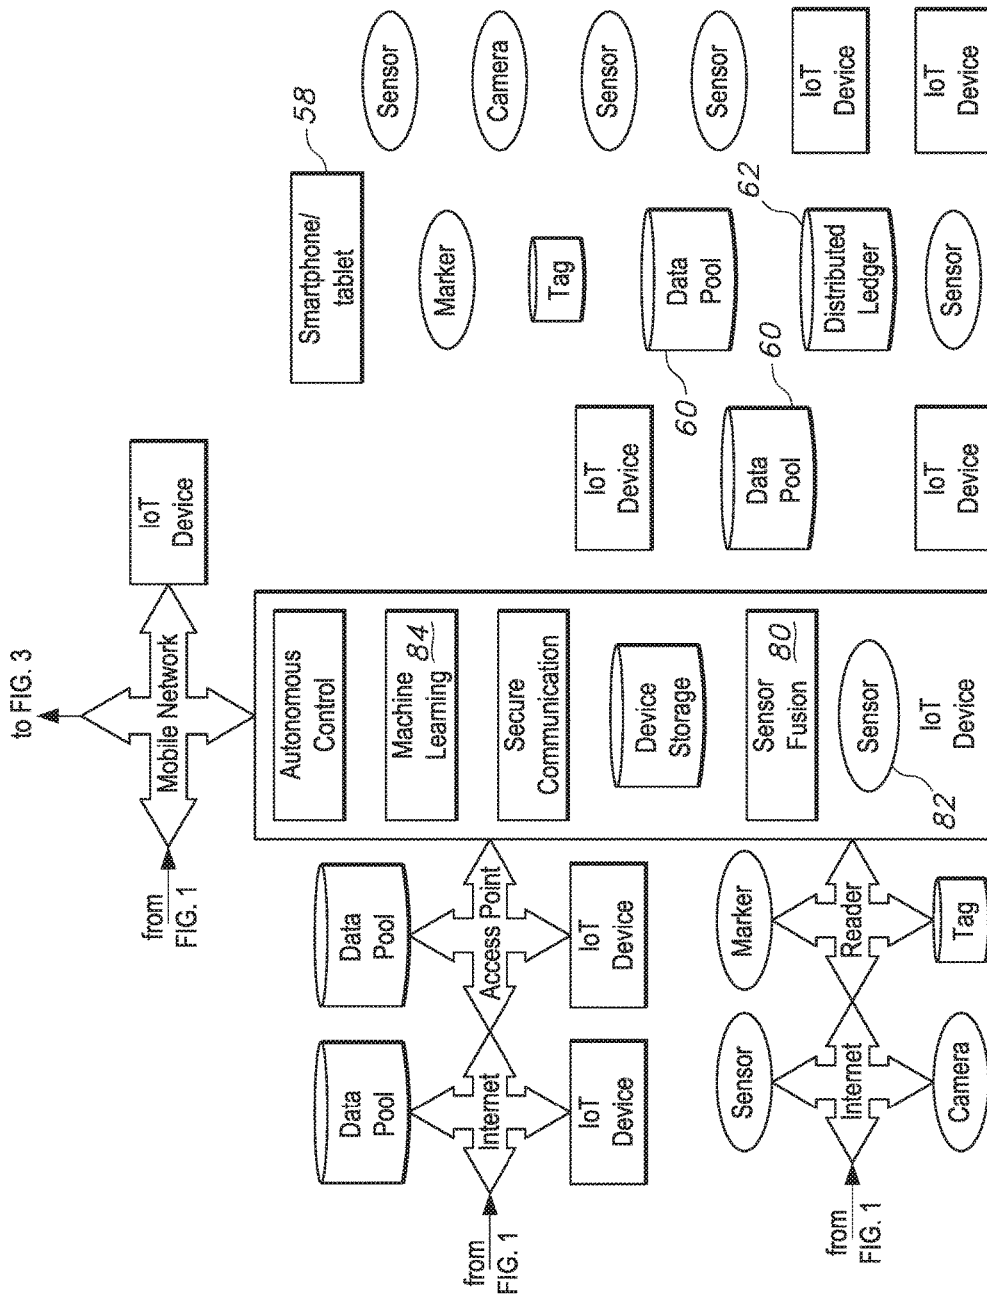 to FIG. 3
from
FIG. 1
Mobile Network
IoT
Device
from
FIG. 1
Data
Pool
Internet
IoT
Device
Data
Pool
Access Point
IoT
Device
from
FIG. 1
Sensor
Internet
Camera
Marker
Reader
Tag
Autonomous
Control
Machine
Learning
84
Secure
Communication
Device
Storage
Sensor
Fusion
80
Sensor
82
IoT
Device
IoT
Device
Data
Pool
60
IoT
Device
Smartphone/
tablet
58
Marker
Tag
Data
Pool
60
Distributed
Ledger
62
Sensor
Sensor
Camera
Sensor
Sensor
IoT
Device
IoT
Device